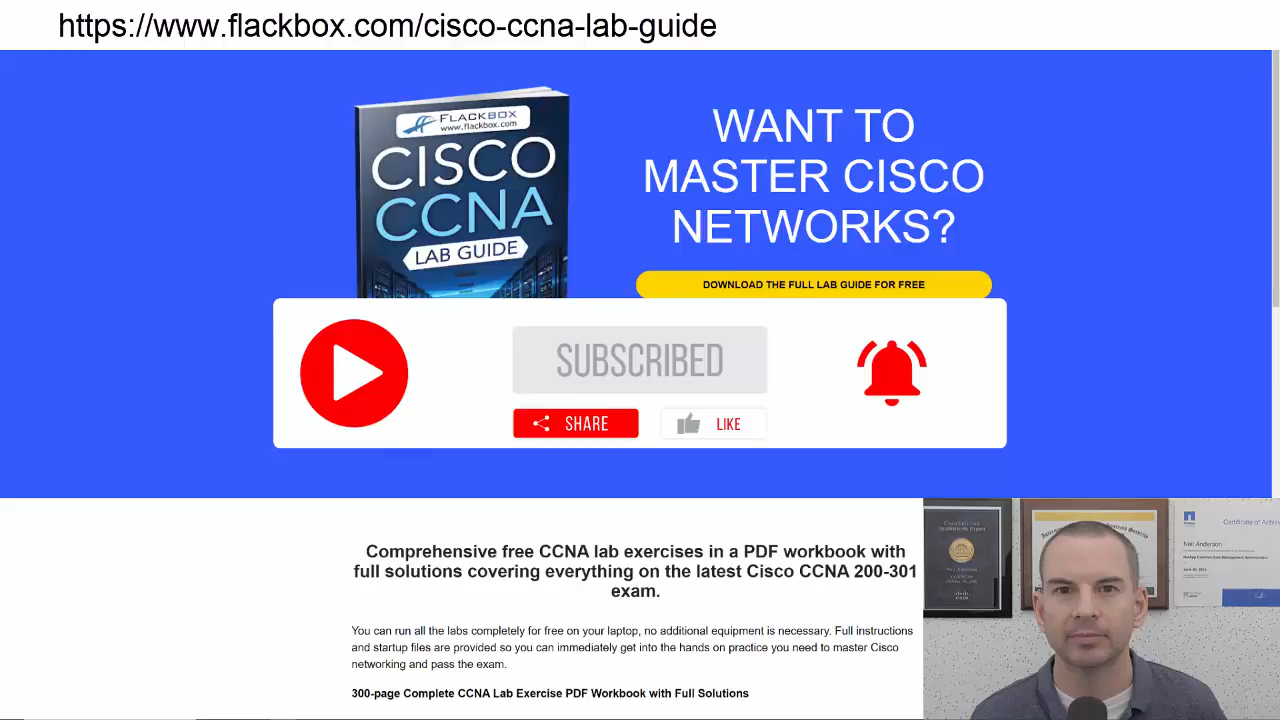 https://www.flackbox.com/cisco-ccna-lab-guide
FLACKBOX
www.flackbox.com
CISCO
CCNA
LAB GUIDE
WANT TO
MASTER CISCO
NETWORKS?
DOWNLOAD THE FULL LAB GUIDE FOR FREE
SUBSCRIBED
SHARE
LIKE
Comprehensive free CCNA lab exercises in a PDF workbook with
full solutions covering everything on the latest Cisco CCNA 200-301
exam.
You can run all the labs completely for free on your laptop, no additional equipment is necessary. Full instructions
and startup files are provided so you can immediately get into the hands on practice you need to master Cisco
networking and pass the exam.
300-page Complete CCNA Lab Exercise PDF Workbook with Full Solutions
Certificate of Achie
Neil Anderson